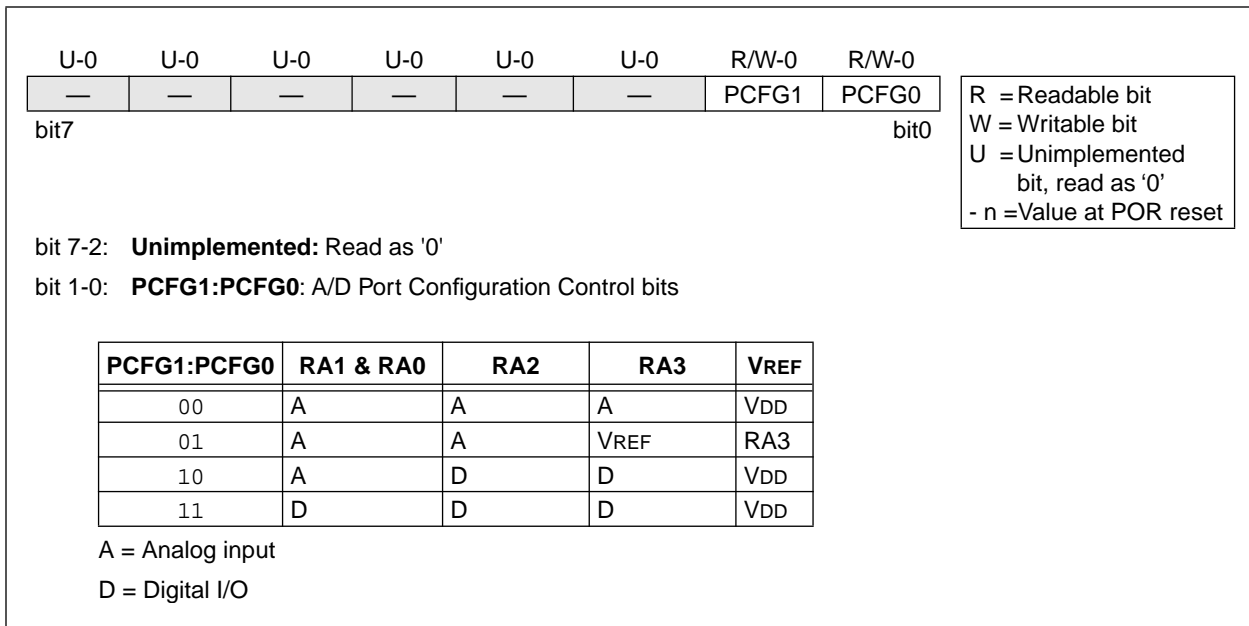 U-0 U-0 U-0 U-0 U-0 U-0 R/W-0 R/W-0
— — — — — — PCFG1 PCFG0
bit7 bit0
R =Readable bit
W =Writable bit
U =Unimplemented
bit, read as ‘0’
- n =Value at POR reset
bit 7-2: Unimplemented: Read as '0'
bit 1-0: PCFG1:PCFG0: A/D Port Configuration Control bits
PCFG1:PCFG0 RA1 & RA0 RA2 RA3 VREF
00 A A A VDD
01 A A VREF RA3
10 A D D VDD
11 D D D VDD
A = Analog input
D = Digital I/O